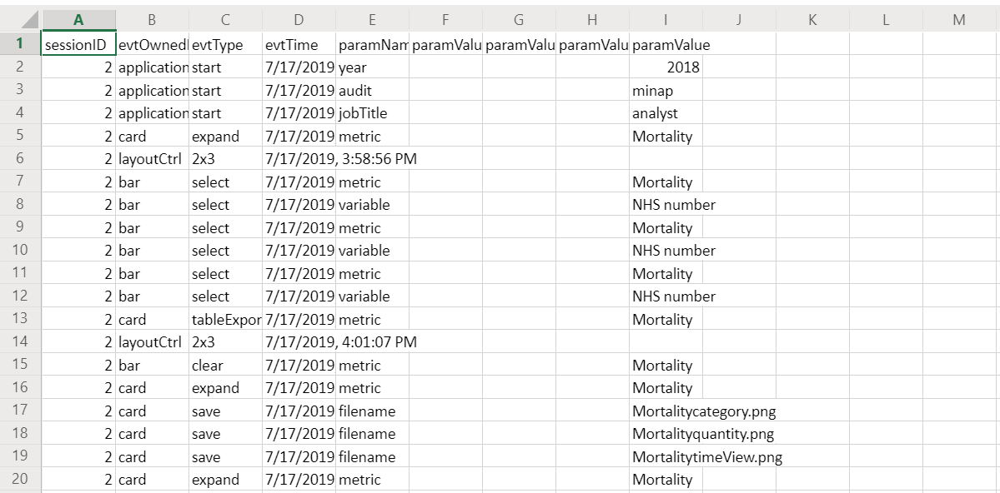 A B C D E F G H I J K L M
1 sessionID evtOwnedI evtType evtTime paramNam paramValu paramValu paramValu paramValue
2 2 application start 7/17/2019 year 2018
3 2 application start 7/17/2019 audit minap
4 2 application start 7/17/2019 jobTitle analyst
5 2 card expand 7/17/2019 metric Mortality
6 2 layoutCtrl 2x3 7/17/2019, 3:58:56 PM
7 2 bar select 7/17/2019 metric Mortality
8 2 bar select 7/17/2019 variable NHS number
9 2 bar select 7/17/2019 metric Mortality
10 2 bar select 7/17/2019 variable NHS number
11 2 bar select 7/17/2019 metric Mortality
12 2 bar select 7/17/2019 variable NHS number
13 2 card tableExpor 7/17/2019 metric Mortality
14 2 layoutCtrl 2x3 7/17/2019, 4:01:07 PM
15 2 bar clear 7/17/2019 metric Mortality
16 2 card expand 7/17/2019 metric Mortality
17 2 card save 7/17/2019 filename Mortalitycategory.png
18 2 card save 7/17/2019 filename Mortalityquantity.png
19 2 card save 7/17/2019 filename MortalitytimeView.png
20 2 card expand 7/17/2019 metric Mortality